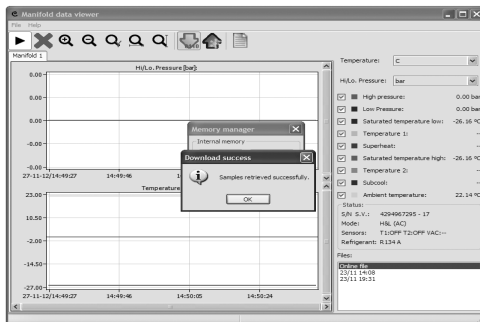 Manifold data viewer
File Help
Manifold 1
Hi/Lo. Pressure [bar]:
0.00
0.00
0.00
-0.00
-0.00
27-11-12/14:49:27 14:49:46
Temperature
23.00
10.50
-2.00
-14.50
-27.00
27-11-12/14:49:27 14:49:46 14:50:05 14:50:24
Memory manager
Internal memory
Download success
Samples retrieved successfully.
OK
Temperature: C
Hi/Lo. Pressure: bar
High pressure: 0.00 bar
Low Pressure: 0.00 bar
Saturated temperature low: -26.16 ºC
Temperature 1: --
Superheat: --
Saturated temperature high: -26.16 ºC
Temperature 2: --
Subcool: --
Ambient temperature: 22.14 ºC
Status:
S/N S.V.: 4294967295 - 17
Mode: H&L (AC)
Sensors: T1:OFF T2:OFF VAC:--
Refrigerant: R134 A
Files:
Online file
23/11 14:08
23/11 19:31